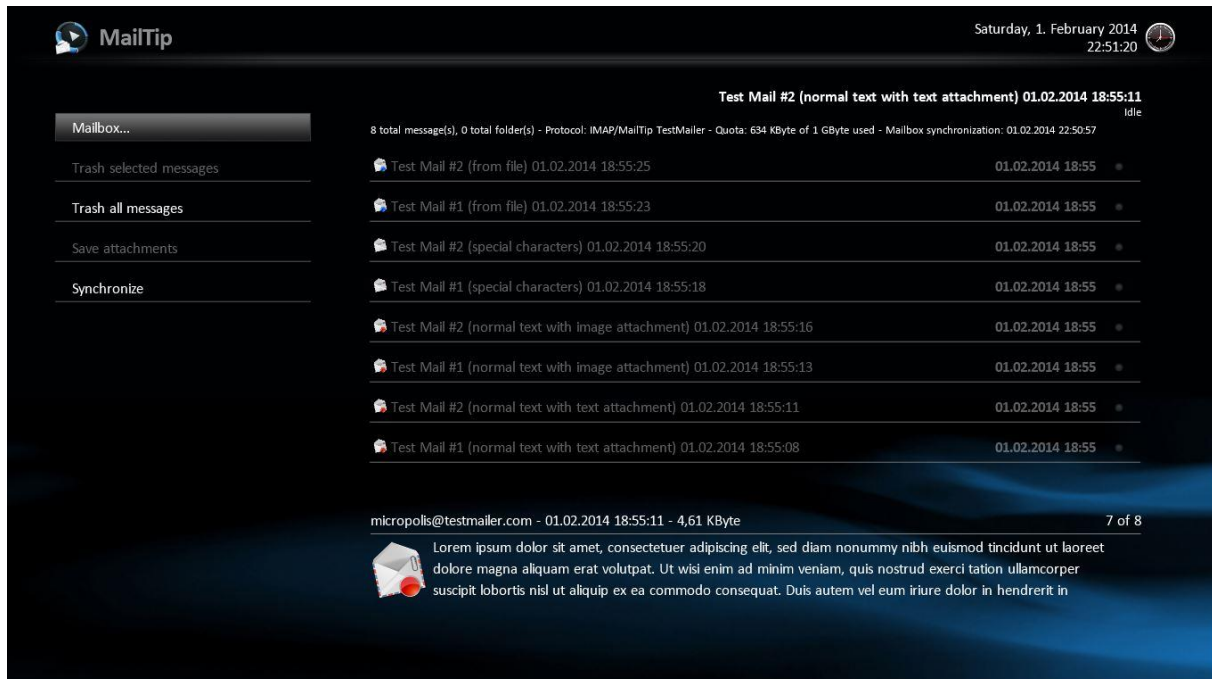 MailTip
Saturday, 1. February 2014
22:51:20
Test Mail #2 (normal text with text attachment) 01.02.2014 18:55:11
Idle
8 total message(s), 0 total folder(s) - Protocol: IMAP/MailTip TestMailer - Quota: 634 KByte of 1 GByte used - Mailbox synchronization: 01.02.2014 22:50:57
Mailbox...
Trash selected messages
Trash all messages
Save attachments
Synchronize
Test Mail #2 (from file) 01.02.2014 18:55:25 01.02.2014 18:55
Test Mail #1 (from file) 01.02.2014 18:55:23 01.02.2014 18:55
Test Mail #2 (special characters) 01.02.2014 18:55:20 01.02.2014 18:55
Test Mail #1 (special characters) 01.02.2014 18:55:18 01.02.2014 18:55
Test Mail #2 (normal text with image attachment) 01.02.2014 18:55:16 01.02.2014 18:55
Test Mail #1 (normal text with image attachment) 01.02.2014 18:55:13 01.02.2014 18:55
Test Mail #2 (normal text with text attachment) 01.02.2014 18:55:11 01.02.2014 18:55
Test Mail #1 (normal text with text attachment) 01.02.2014 18:55:08 01.02.2014 18:55
micropolis@testmailer.com - 01.02.2014 18:55:11 - 4,61 KByte 7 of 8
Lorem ipsum dolor sit amet, consectetuer adipiscing elit, sed diam nonummy nibh euismod tincidunt ut laoreet
dolore magna aliquam erat volutpat. Ut wisi enim ad minim veniam, quis nostrud exerci tation ullamcorper
suscipit lobortis nisl ut aliquip ex ea commodo consequat. Duis autem vel eum iriure dolor in hendrerit in